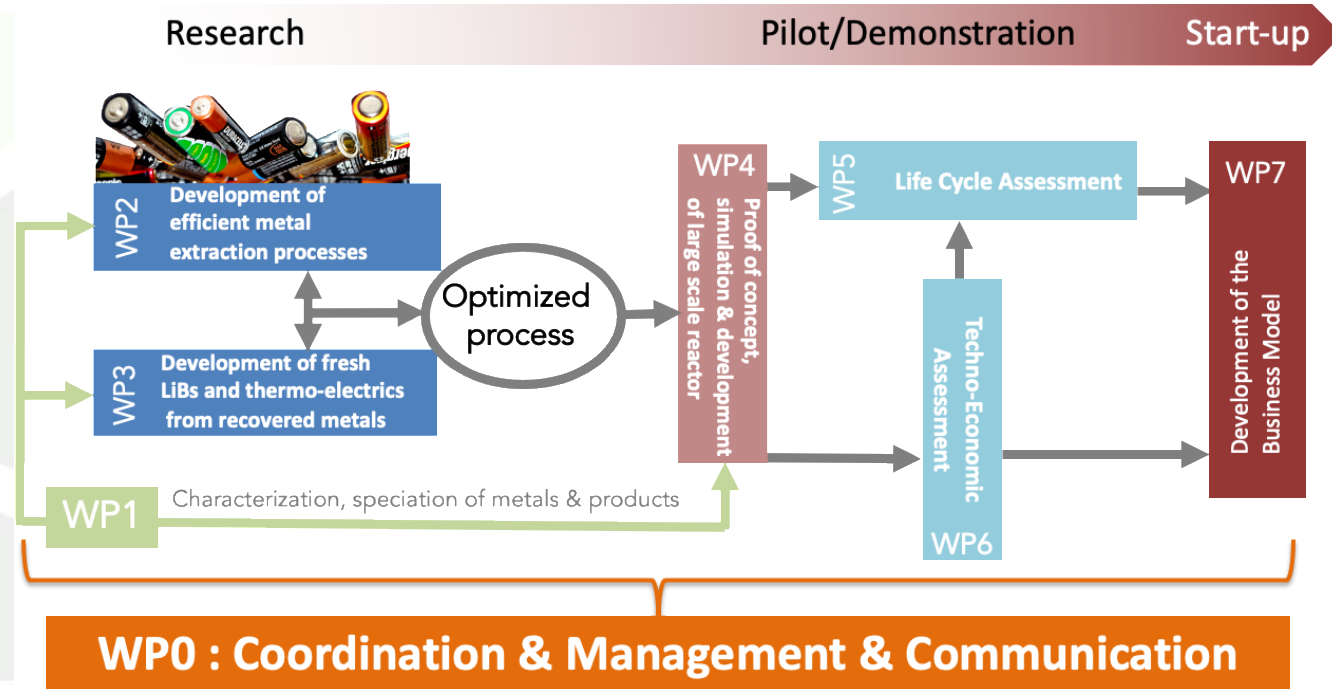 Research
Pilot/Demonstration
Start-up
DURACELL
WP2
Development of
efficient metal
extraction processes
WP3
Development of fresh
LiBs and thermo-electrics
from recovered metals
Optimized
process
WP1
Characterization, speciation of metals & products
WP4
Proof of concept,
simulation & development
of large scale reactor
WP5
Life Cycle Assessment
Techno-Economic
Assessment
WP6
WP7
Development of the
Business Model
WP0 : Coordination & Management & Communication